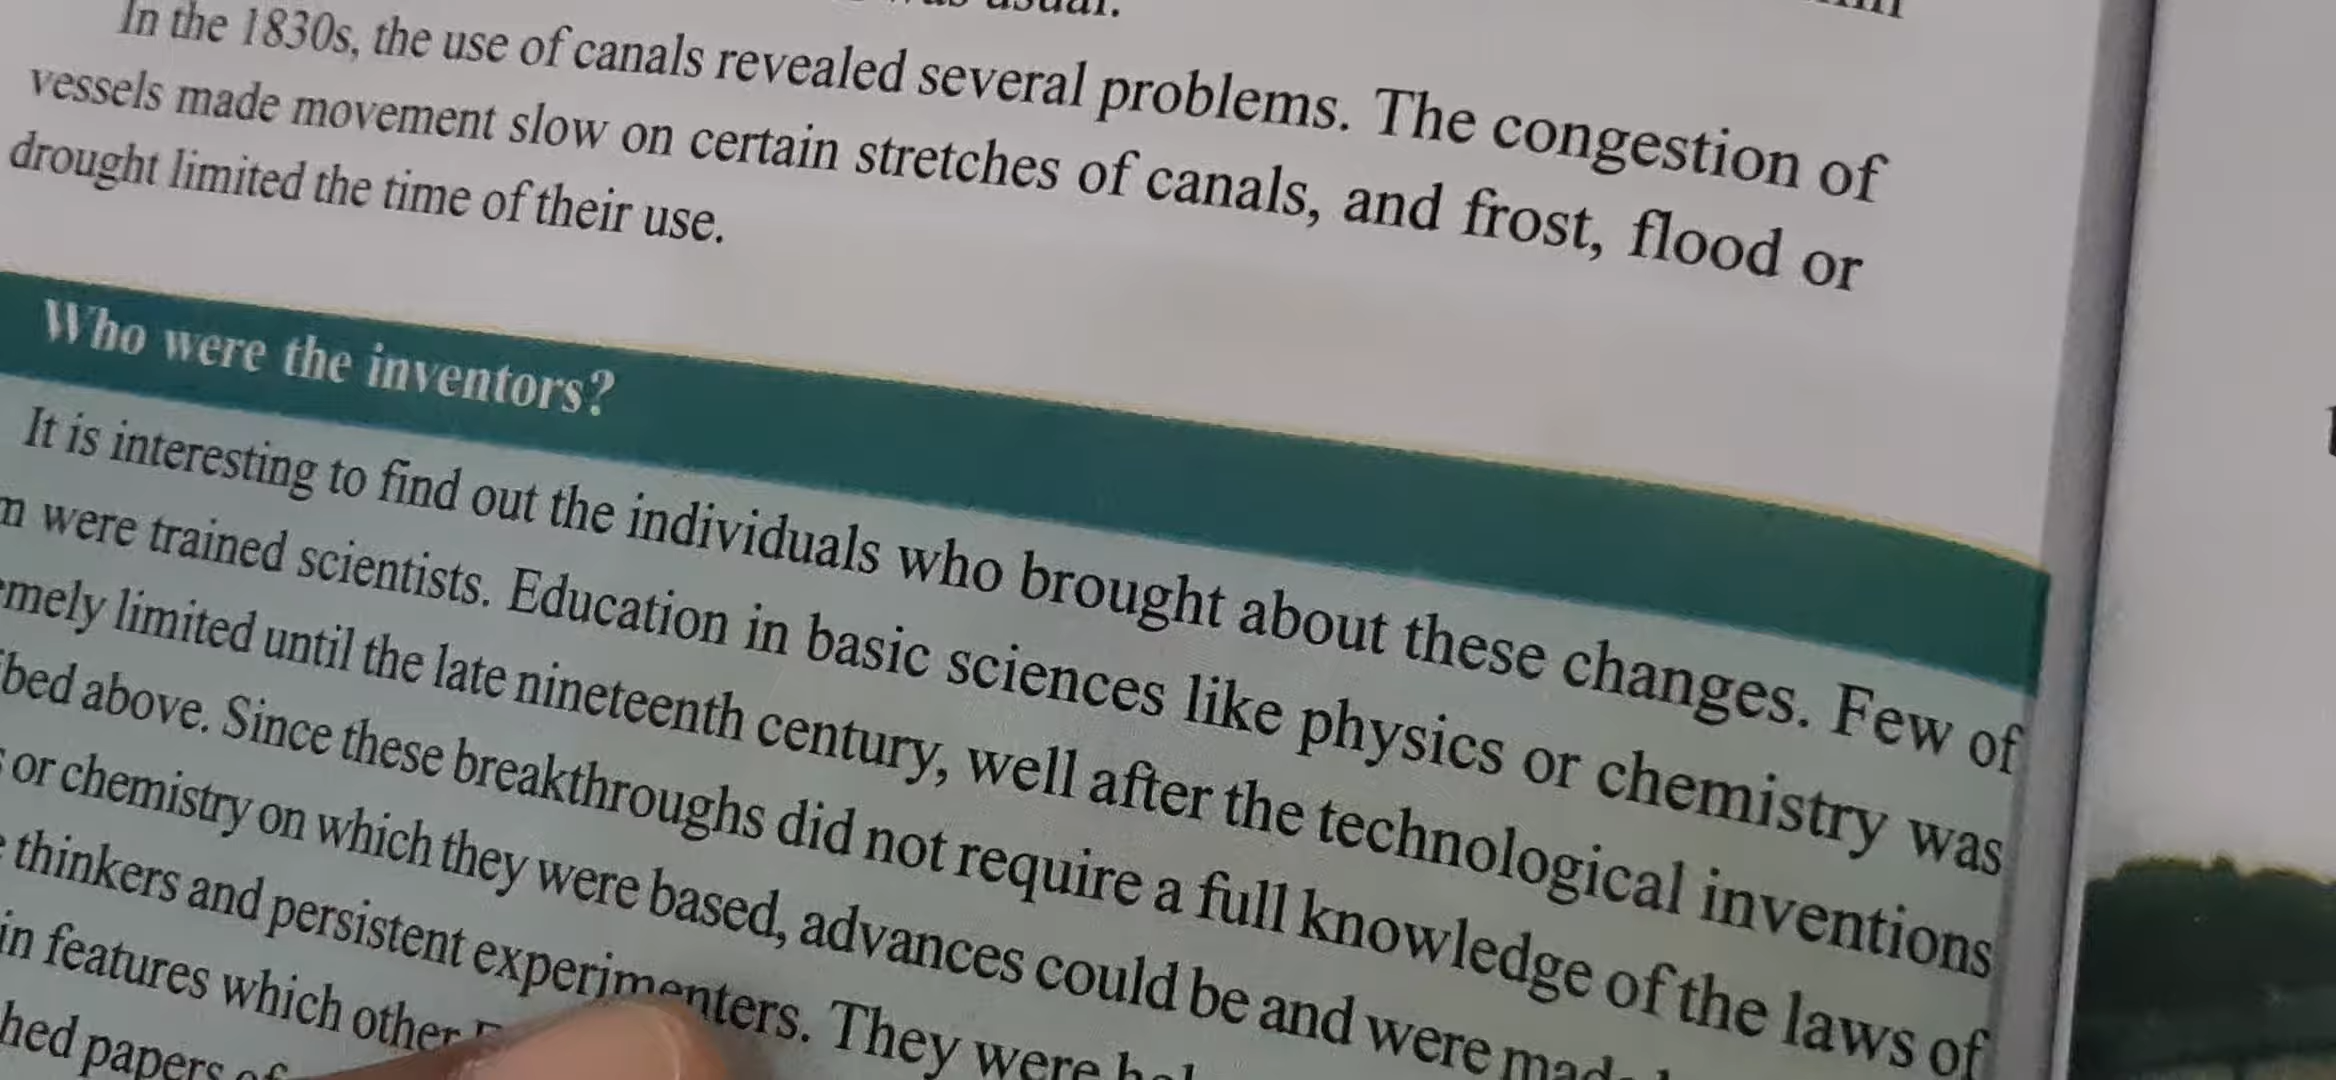 usual.
In the 1830s, the use of canals revealed several problems. The congestion of
vessels made movement slow on certain stretches of canals, and frost, flood or
drought limited the time of their use.
Who were the inventors?
It is interesting to find out the individuals who brought about these changes. Few of
were trained scientists. Education in basic sciences like physics or chemistry was
limited until the late nineteenth century, well after the technological inventions
above. Since these breakthroughs did not require a full knowledge of the laws of
or chemistry on which they were based, advances could be and were
thinkers and persistent experimenters. They were
in features which other
papers of